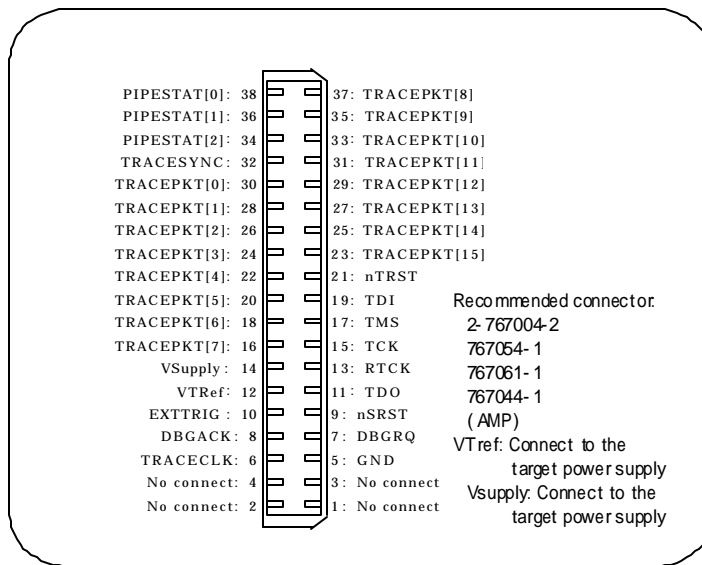 PIPESTAT[0]: 38 37: TRACEPKT[8]
PIPESTAT[1]: 36 35: TRACEPKT[9]
PIPESTAT[2]: 34 33: TRACEPKT[10]
TRACESYNC: 32 31: TRACEPKT[11]
TRACEPKT[0]: 30 29: TRACEPKT[12]
TRACEPKT[1]: 28 27: TRACEPKT[13]
TRACEPKT[2]: 26 25: TRACEPKT[14]
TRACEPKT[3]: 24 23: TRACEPKT[15]
TRACEPKT[4]: 22 21: nTRST
TRACEPKT[5]: 20 19: TDI
TRACEPKT[6]: 18 17: TMS
TRACEPKT[7]: 16 15: TCK
VSupply: 14 13: RTCK
VTRef: 12 11: TDO
EXTTRIG : 10 9: nSRST
DBGACK: 8 7: DBGRQ
TRACECLK: 6 5: GND
No connect: 4 3: No connect
No connect: 2 1: No connect
Recommended connector:
2-767004-2
767054-1
767061-1
767044-1
(AMP)
VTref: Connect to the
target power supply
Vsupply: Connect to the
target power supply